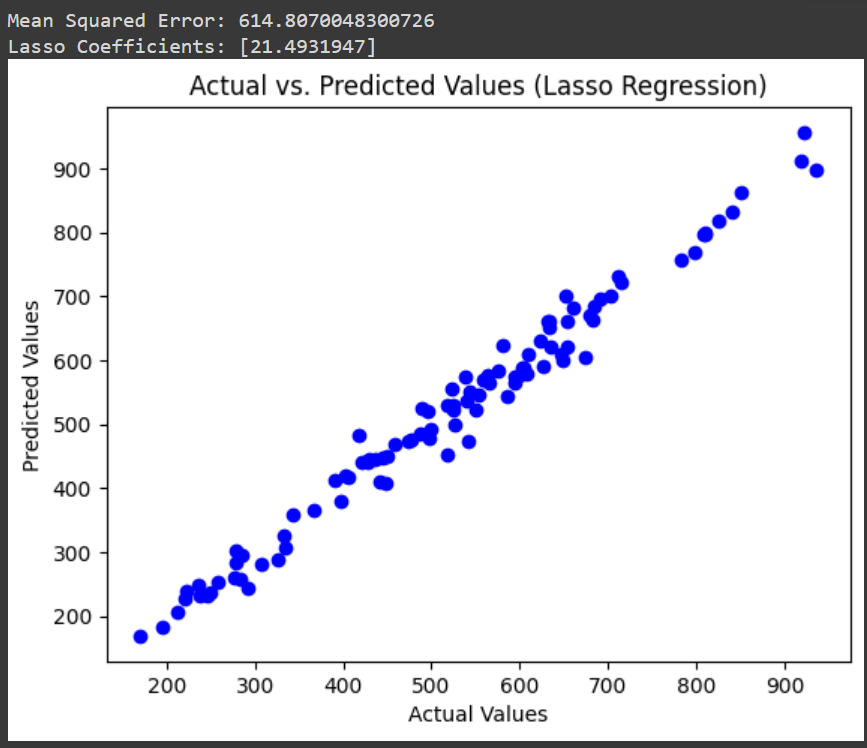 Mean Squared Error: 614.8070048300726
Lasso Coefficients: [21.4931947]
Actual vs. Predicted Values (Lasso Regression)
900
800
700
600
500
400
300
200
Predicted Values
200 300 400 500 600 700 800 900
Actual Values